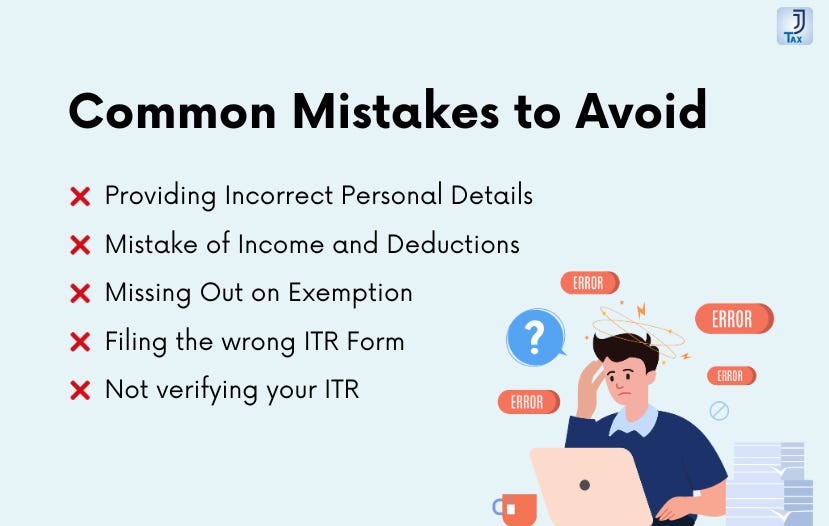 JJ
TAX
Common Mistakes to Avoid
Providing Incorrect Personal Details
Mistake of Income and Deductions
Missing Out on Exemption
Filing the wrong ITR Form
Not verifying your ITR
ERROR
ERROR
?
ERROR
ERROR